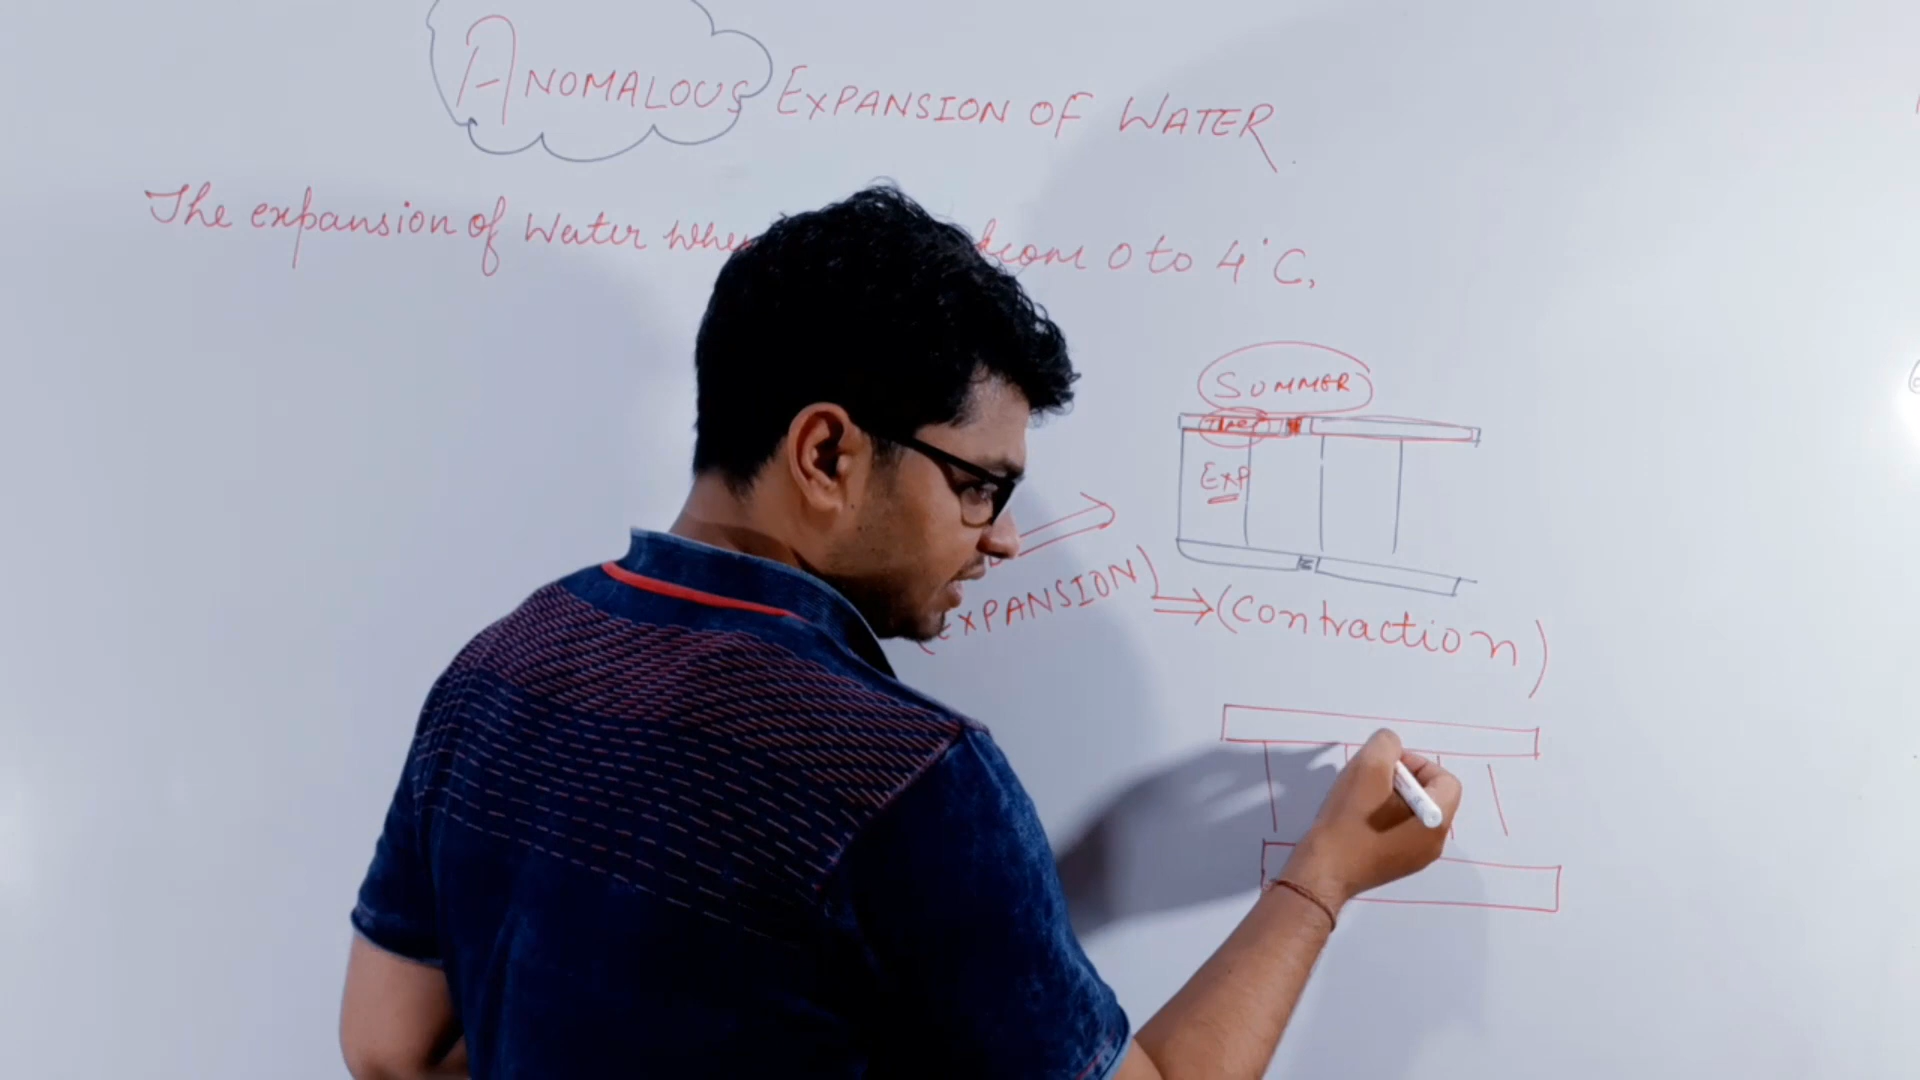 ANOMALOUS EXPANSION OF WATER.
The expansion of Water when from 0 to 4°C,
SUMMER
EXP
EXPANSION) ⇒ (Contraction)